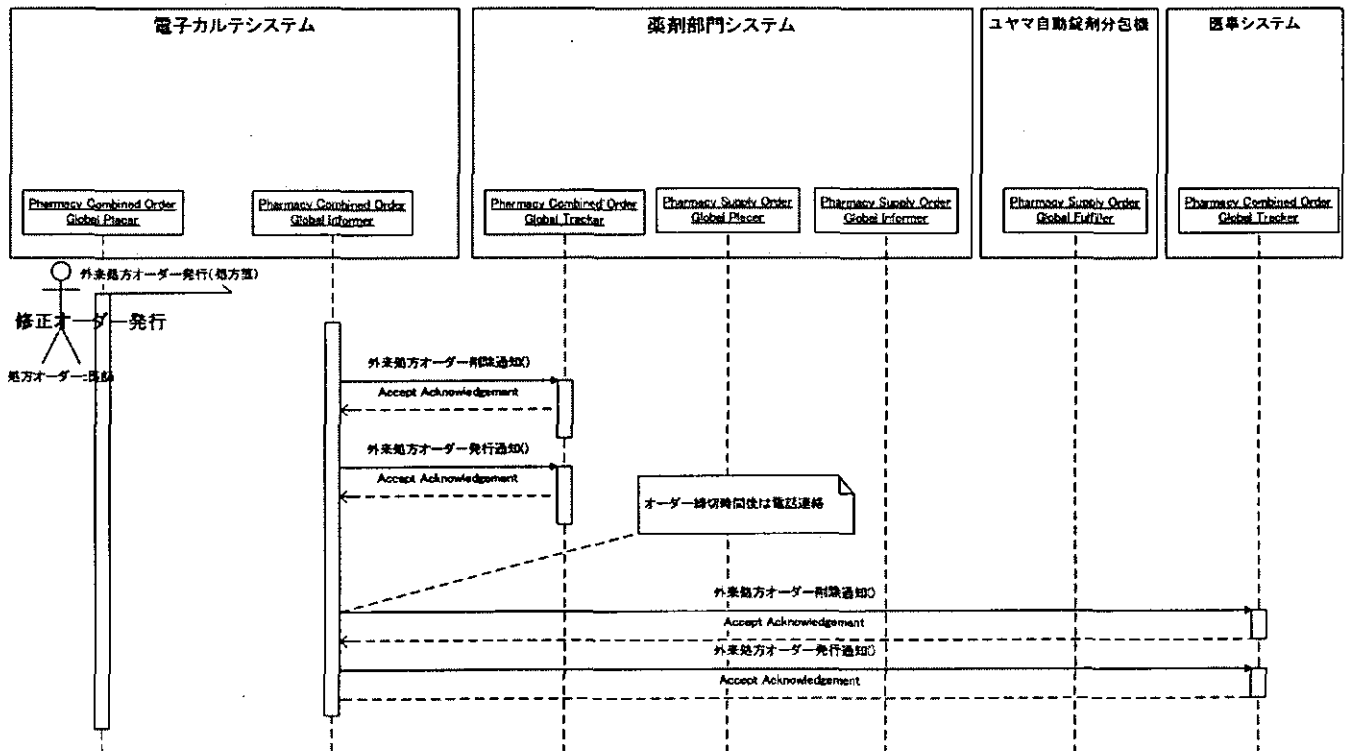 電子カルテシステム
薬剤部門システム
ユヤマ自動錠剤分包機
医事システム
Pharmacy Combined Order
Global Placer
Pharmacy Combined Order
Global Informer
Pharmacy Combined Order
Global Tracker
Pharmacy Supply Order
Global Placer
Pharmacy Supply Order
Global Informer
Pharmacy Supply Order
Global Fulfiller
Pharmacy Combined Order
Global Tracker
外来処方オーダー発行(処方箋)
修正オーダー発行
処方オーダー:医師
外来処方オーダー削除通知()
Accept Acknowledgement
外来処方オーダー発行通知()
Accept Acknowledgement
オーダー締切時間後は電話連絡
外来処方オーダー削除通知()
Accept Acknowledgement
外来処方オーダー発行通知()
Accept Acknowledgement